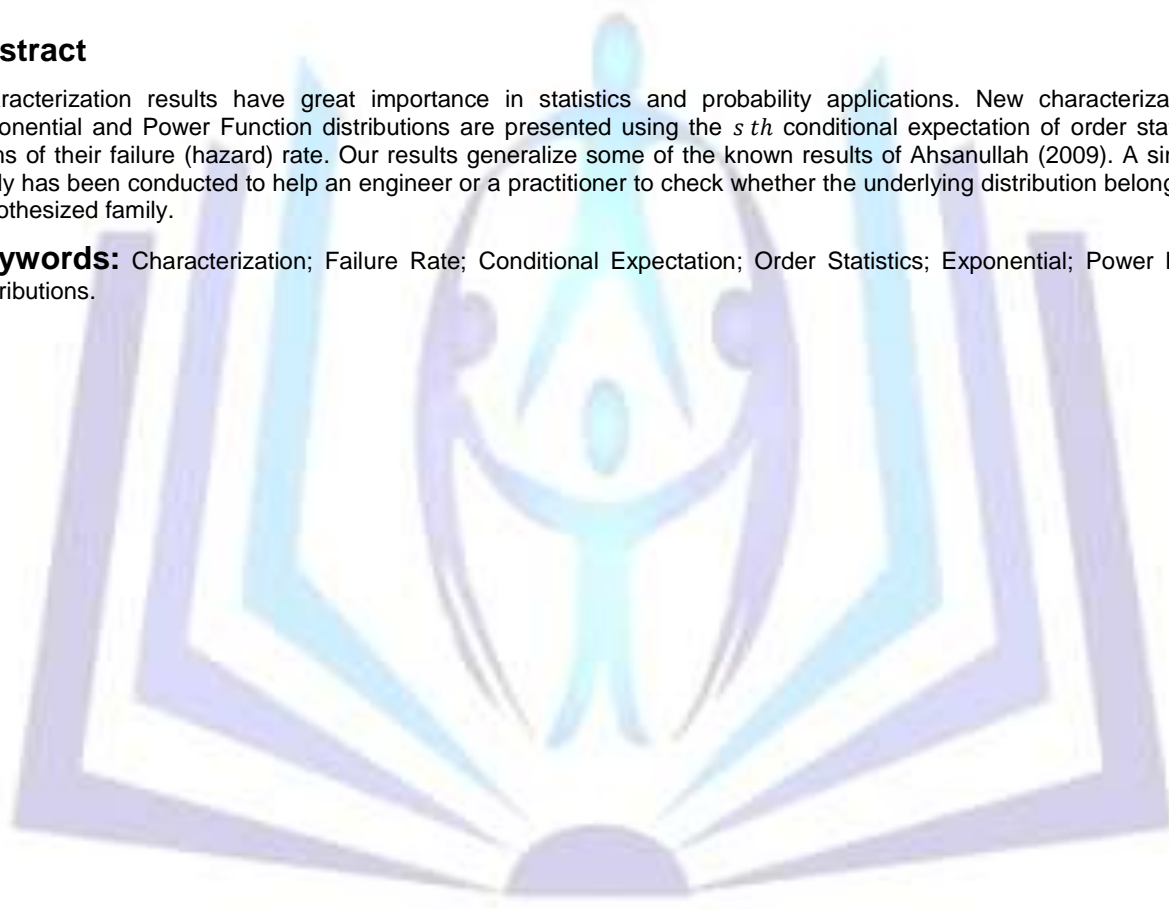 stract
aracterization results have great importance in statistics and probability applications. New characteriza
onential and Power Function distributions are presented using the s th conditional expectation of order sta
ns of their failure (hazard) rate. Our results generalize some of the known results of Ahsanullah (2009). A si
ly has been conducted to help an engineer or a practitioner to check whether the underlying distribution belong
othesized family.
ywords: Characterization; Failure Rate; Conditional Expectation; Order Statistics; Exponential; Power
ributions.